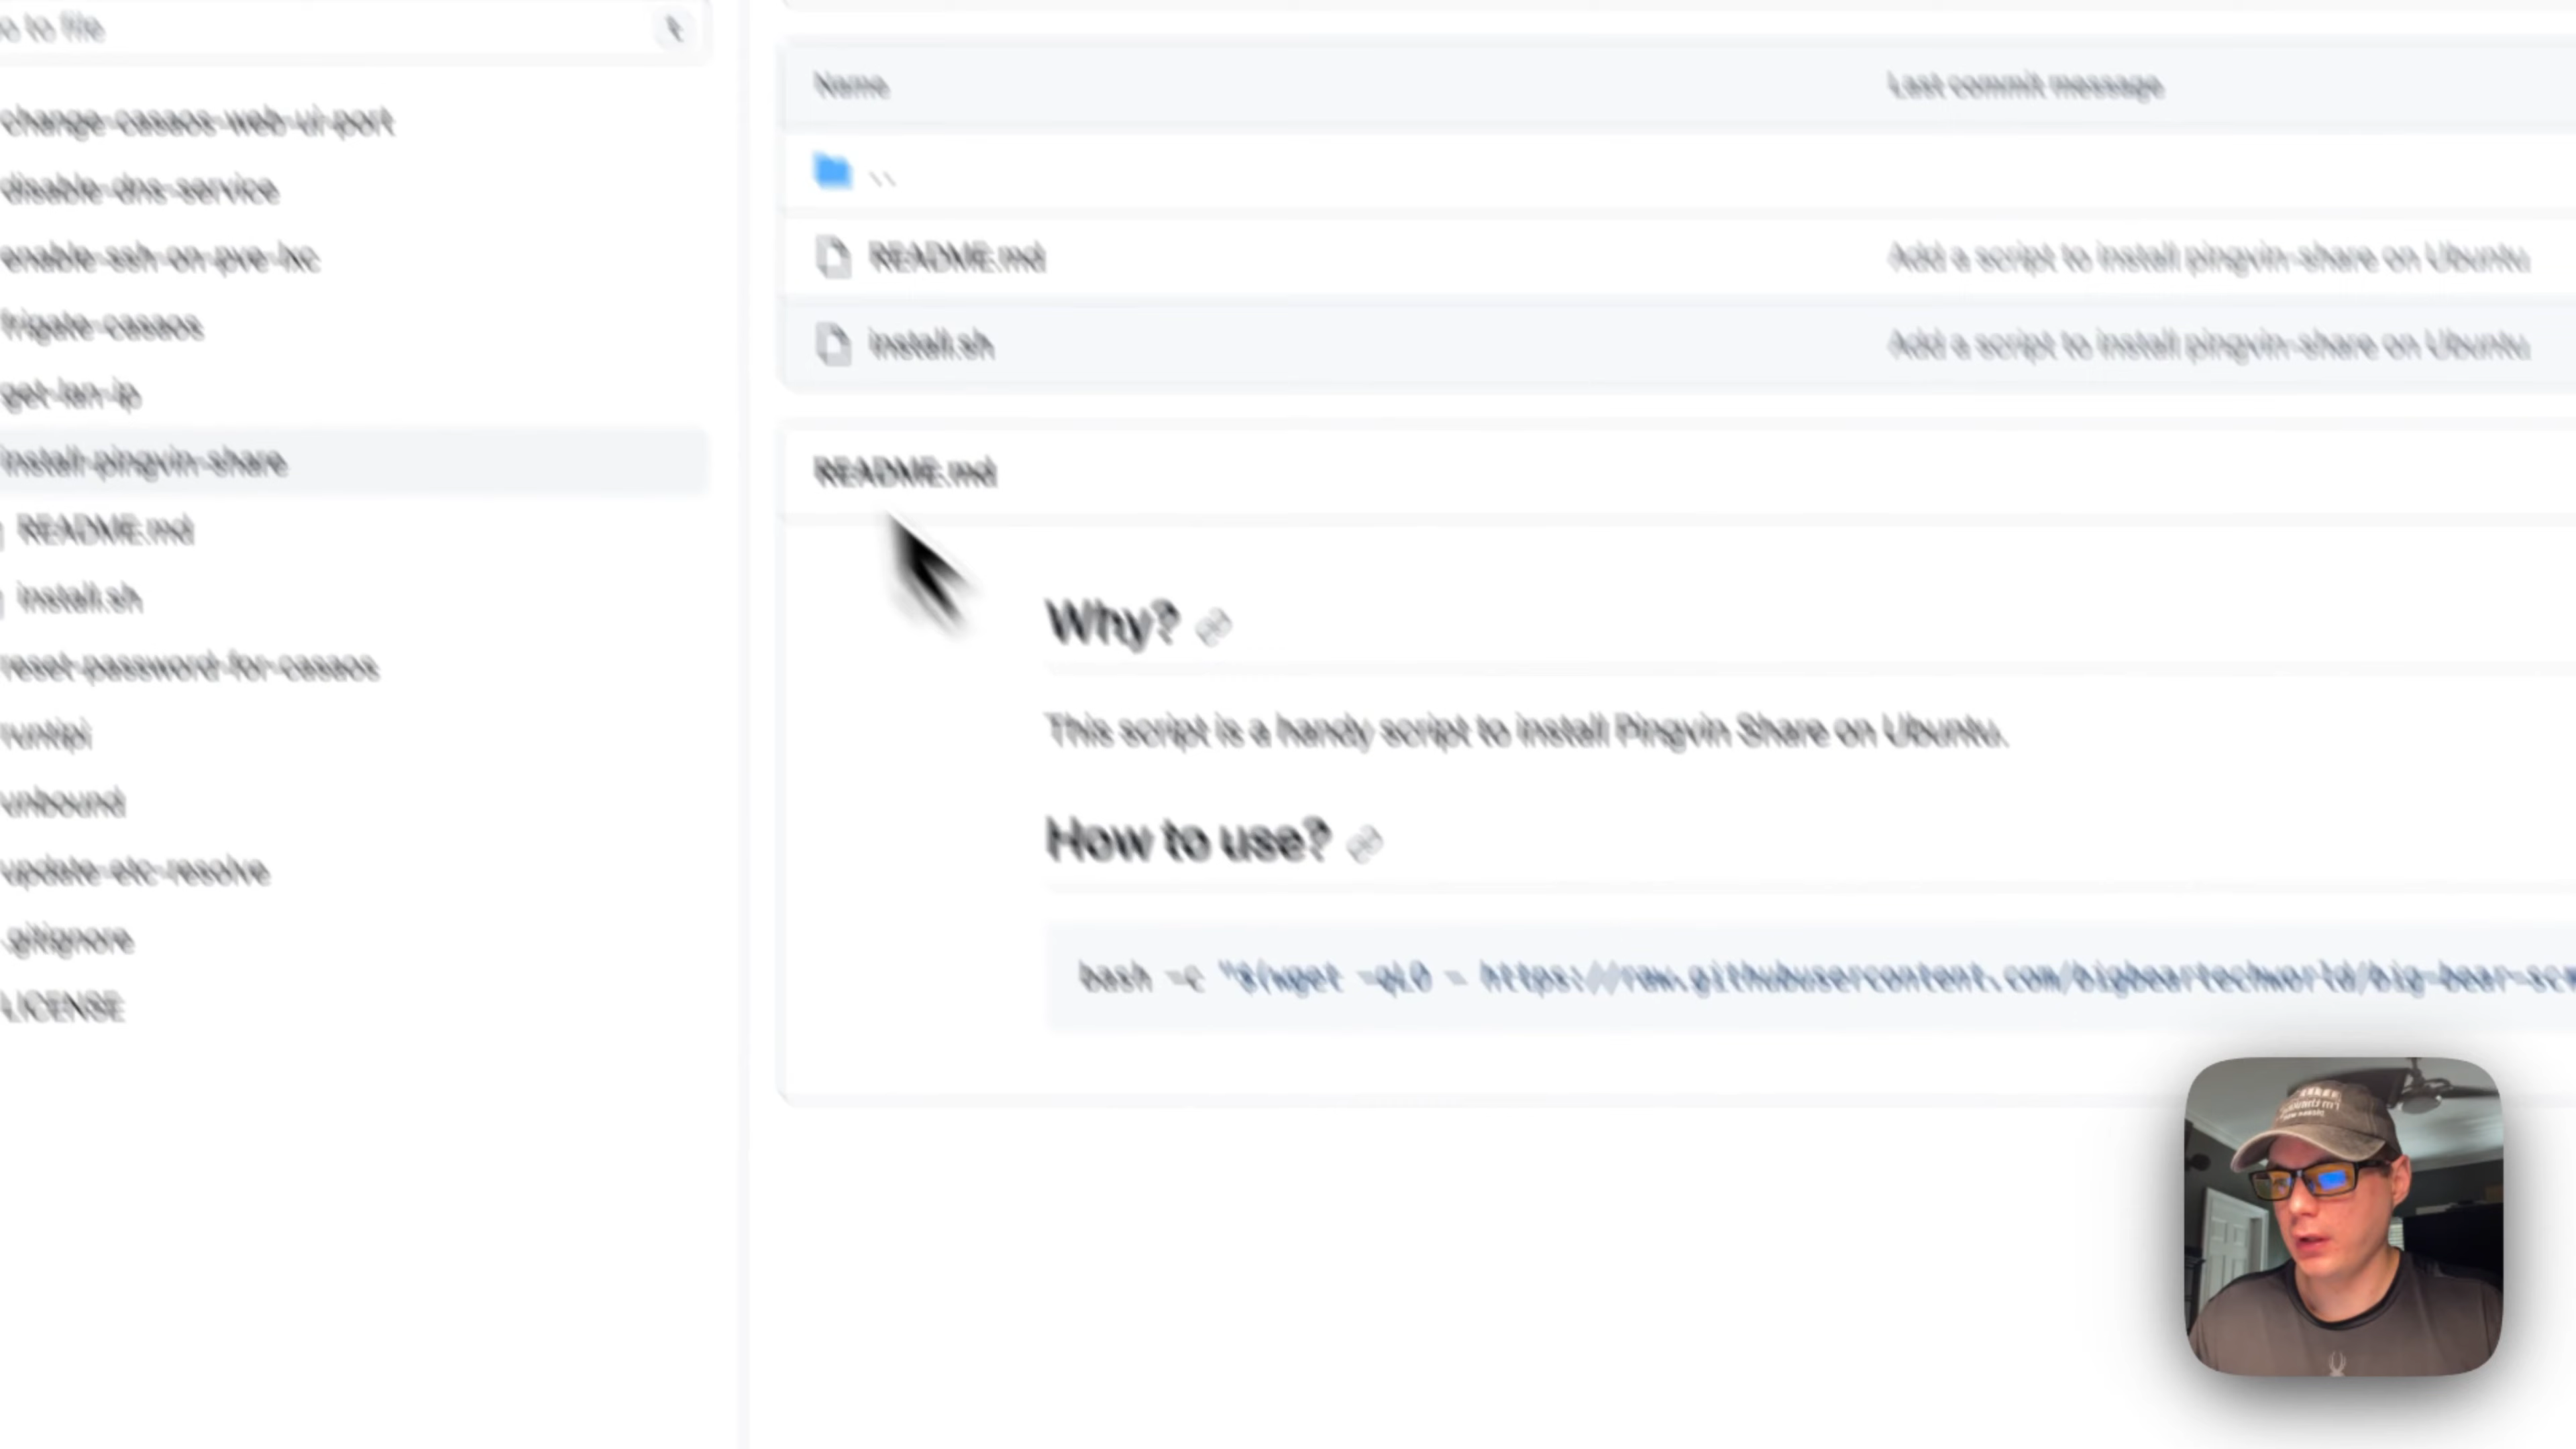 to file
change-casaos-web-ui-port
disable-dns-service
enable-ssh-on-pve-lxc
frigate-casaos
get-lan-ip
install-pingvin-share
README.md
install.sh
reset-password-for-casaos
runtipi
unbound
update-etc-resolve
.gitignore
LICENSE
Name Last commit message
..
README.md Add a script to install pingvin-share on Ubuntu
install.sh Add a script to install pingvin-share on Ubuntu
README.md
Why?
This script is a handy script to install Pingvin Share on Ubuntu.
How to use?
bash -c "$(wget -qLO - https://raw.githubusercontent.com/bigbeartechworld/big-bear-sc